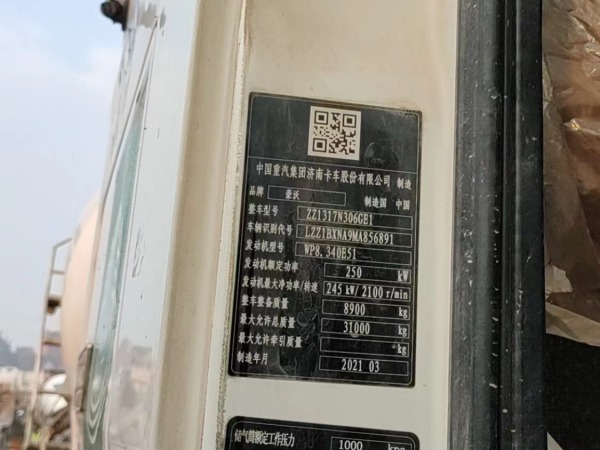 中国重汽集团济南卡车股份有限公司 制造
品牌 豪沃 制造国 中国
整车型号 ZZ1317N306GE1
车辆识别代号 LZZ1BXNA9MA856891
发动机型号 WP8.340E51
发动机额定功率 250 kW
发动机最大净功率/转速 245 kW/ 2100 r/min
整车整备质量 8900 kg
最大允许总质量 31000 kg
最大允许牵引质量 kg
制造年月 2021 03
储气筒额定工作压力 1000 kpa